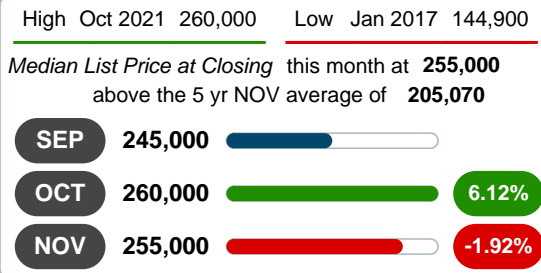 High Oct 2021 260,000 Low Jan 2017 144,900
Median List Price at Closing this month at 255,000
above the 5 yr NOV average of 205,070
SEP 245,000
OCT 260,000 6.12%
NOV 255,000 -1.92%